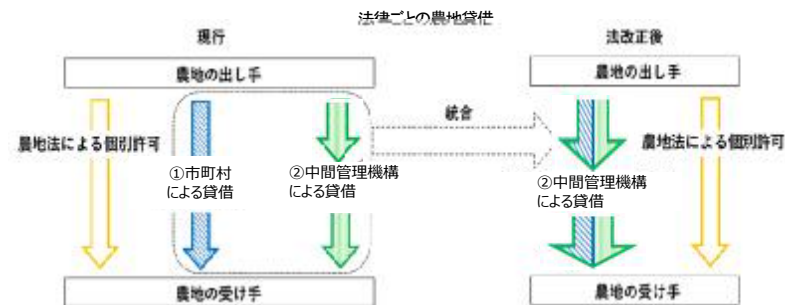 法律ごとの農地貸借
現行
法改正後
農地の出し手
農地の出し手
統合
農地法による個別許可
農地法による個別許可
①市町村
による貸借
②中間管理機構
による貸借
②中間管理機構
による貸借
農地の受け手
農地の受け手